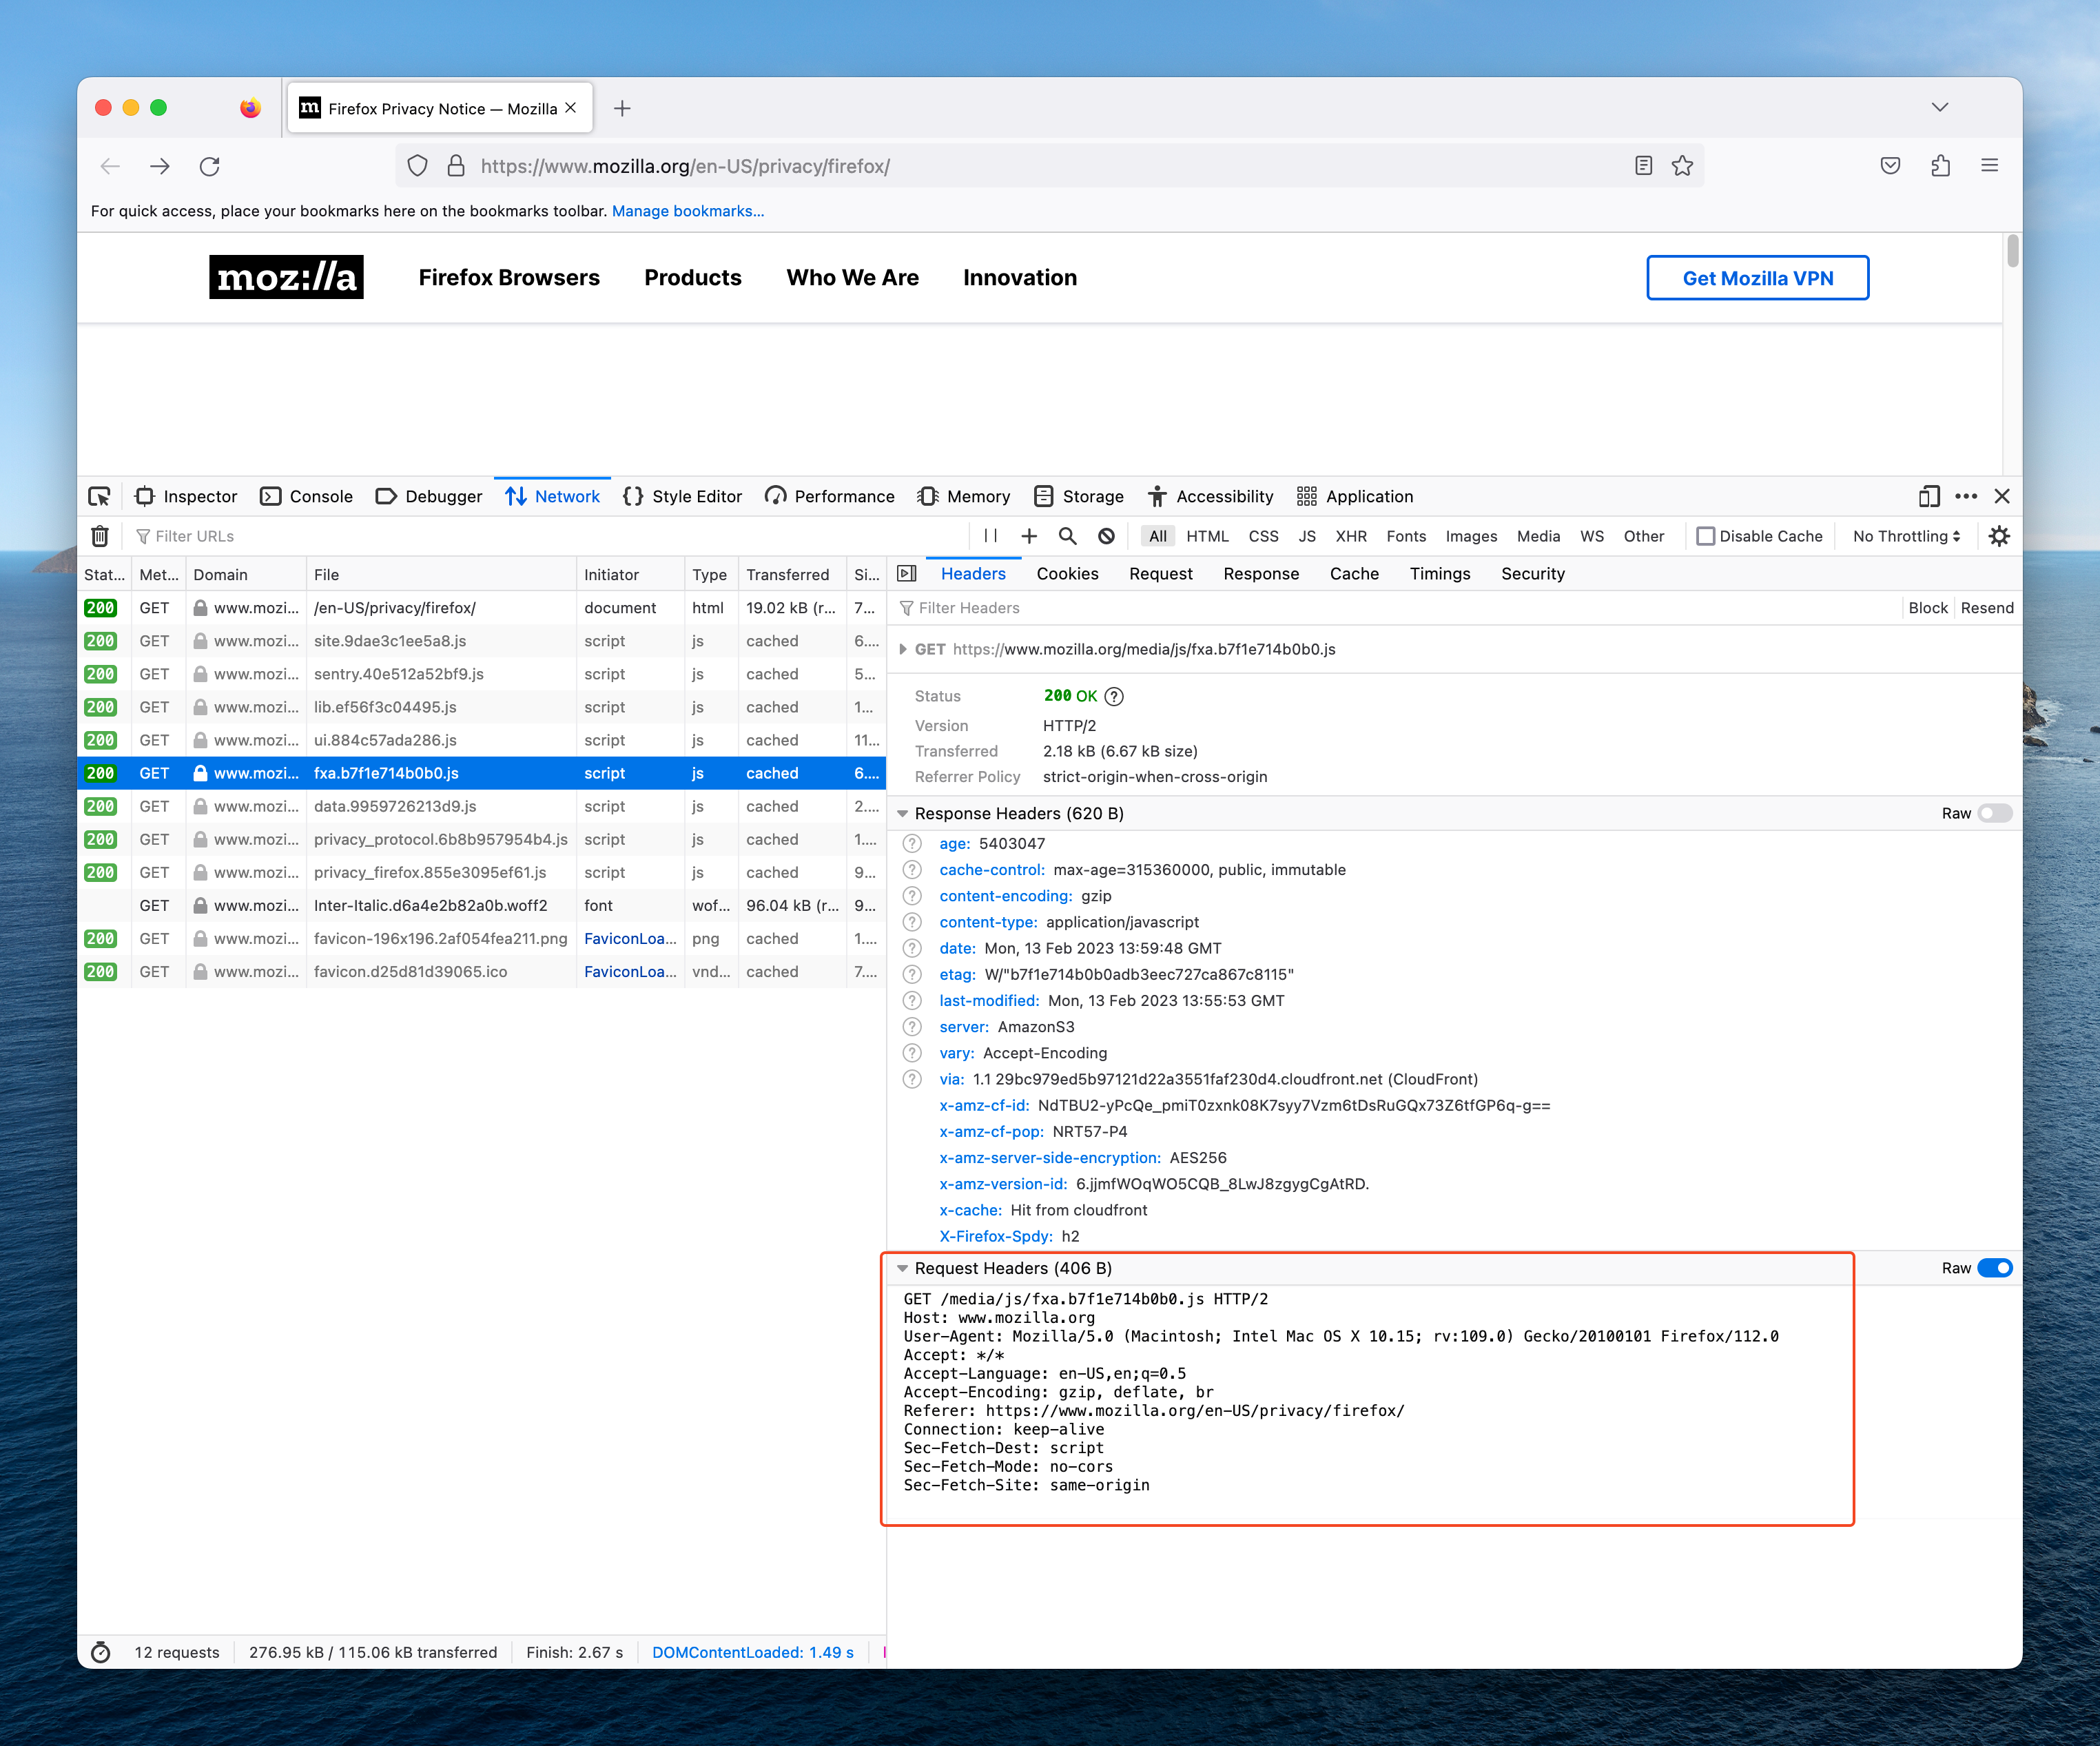 Firefox Privacy Notice — Mozilla
https://www.mozilla.org/en-US/privacy/firefox/
For quick access, place your bookmarks here on the bookmarks toolbar. Manage bookmarks...
moz://a Firefox Browsers Products Who We Are Innovation Get Mozilla VPN
Inspector Console Debugger Network Style Editor Performance Memory Storage Accessibility Application
Filter URLs All HTML CSS JS XHR Fonts Images Media WS Other Disable Cache No Throttling
Stat... Met... Domain File Initiator Type Transferred Si...
200 GET www.mozi... /en-US/privacy/firefox/ document html 19.02 kB (r... 7...
200 GET www.mozi... site.9dae3c1ee5a8.js script js cached 6....
200 GET www.mozi... sentry.40e512a52bf9.js script js cached 5...
200 GET www.mozi... lib.ef56f3c04495.js script js cached 1...
200 GET www.mozi... ui.884c57ada286.js script js cached 11...
200 GET www.mozi... fxa.b7f1e714b0b0.js script js cached 6....
200 GET www.mozi... data.9959726213d9.js script js cached 2....
200 GET www.mozi... privacy_protocol.6b8b957954b4.js script js cached 1....
200 GET www.mozi... privacy_firefox.855e3095ef61.js script js cached 9...
GET www.mozi... Inter-Italic.d6a4e2b82a0b.woff2 font wof... 96.04 kB (r... 9...
200 GET www.mozi... favicon-196x196.2af054fea211.png FaviconLoa... png cached 1....
200 GET www.mozi... favicon.d25d81d39065.ico FaviconLoa... vnd... cached 7....
Headers Cookies Request Response Cache Timings Security
Filter Headers Block Resend
GET https://www.mozilla.org/media/js/fxa.b7f1e714b0b0.js
Status 200 OK
Version HTTP/2
Transferred 2.18 kB (6.67 kB size)
Referrer Policy strict-origin-when-cross-origin
Response Headers (620 B) Raw
age: 5403047
cache-control: max-age=315360000, public, immutable
content-encoding: gzip
content-type: application/javascript
date: Mon, 13 Feb 2023 13:59:48 GMT
etag: W/"b7f1e714b0b0adb3eec727ca867c8115"
last-modified: Mon, 13 Feb 2023 13:55:53 GMT
server: AmazonS3
vary: Accept-Encoding
via: 1.1 29bc979ed5b97121d22a3551faf230d4.cloudfront.net (CloudFront)
x-amz-cf-id: NdTBU2-yPcQe_pmiT0zxnk08K7syy7Vzm6tDsRuGQx73Z6tfGP6q-g==
x-amz-cf-pop: NRT57-P4
x-amz-server-side-encryption: AES256
x-amz-version-id: 6.jjmfWOqWO5CQB_8LwJ8zgygCgAtRD.
x-cache: Hit from cloudfront
X-Firefox-Spdy: h2
Request Headers (406 B) Raw
GET /media/js/fxa.b7f1e714b0b0.js HTTP/2
Host: www.mozilla.org
User-Agent: Mozilla/5.0 (Macintosh; Intel Mac OS X 10.15; rv:109.0) Gecko/20100101 Firefox/112.0
Accept: */*
Accept-Language: en-US,en;q=0.5
Accept-Encoding: gzip, deflate, br
Referer: https://www.mozilla.org/en-US/privacy/firefox/
Connection: keep-alive
Sec-Fetch-Dest: script
Sec-Fetch-Mode: no-cors
Sec-Fetch-Site: same-origin
12 requests 276.95 kB / 115.06 kB transferred Finish: 2.67 s DOMContentLoaded: 1.49 s